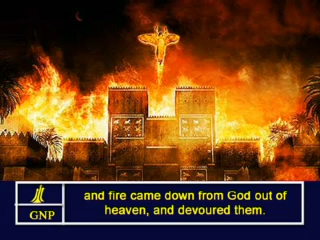 and fire came down from God out of
heaven, and devoured them.
GNP